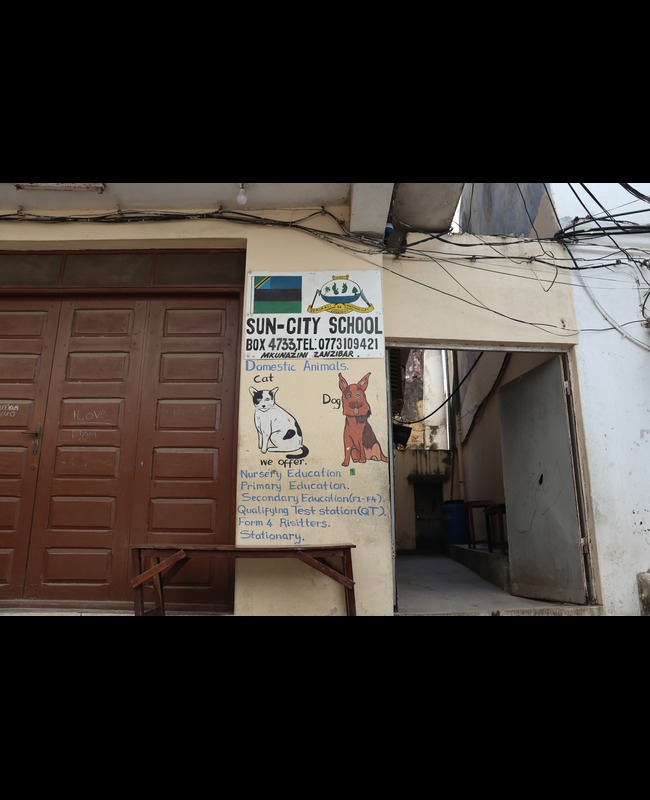 SUN-CITY SCHOOL
BOX 4733,TEL:0773109421
MKUNAZINI ZANZIBAR.
Domestic Animals.
Cat
Dog
we offer.
Nursery Education
Primary Education.
Secondary Education(F1-F4).
Qualifying Test station(QT).
Form 4 Risitters.
Stationary.
I Love